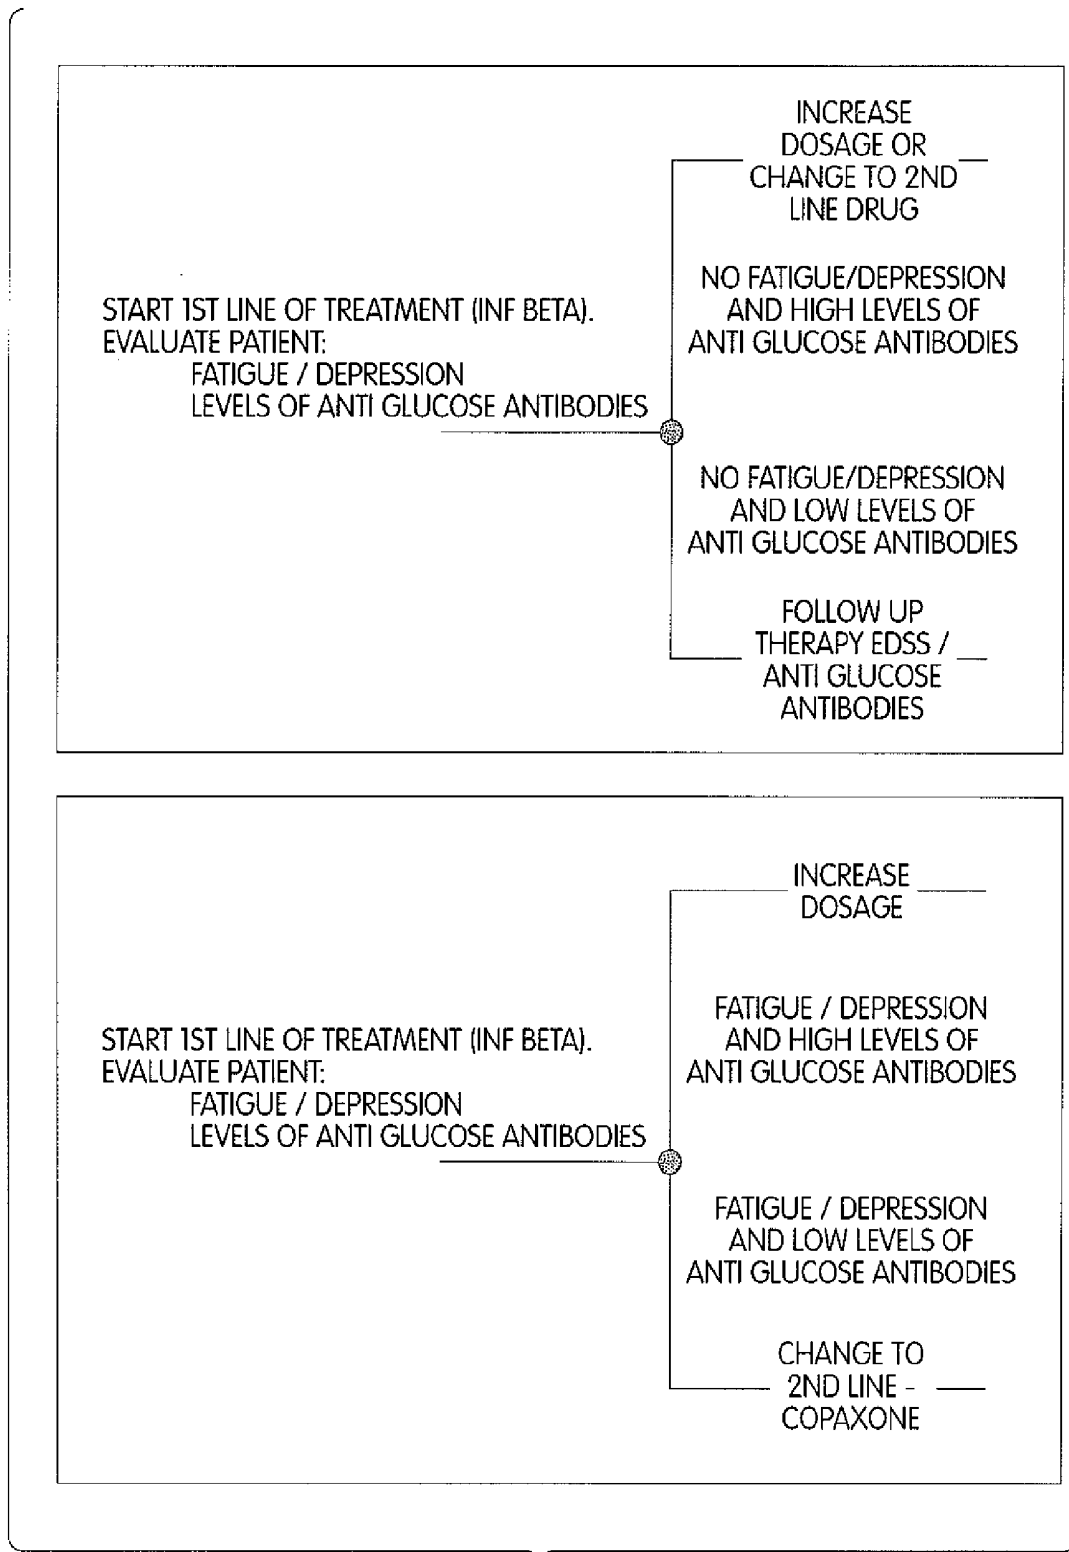 INCREASE
DOSAGE OR
CHANGE TO 2ND
LINE DRUG
NO FATIGUE/DEPRESSION
AND HIGH LEVELS OF
ANTI GLUCOSE ANTIBODIES
START 1ST LINE OF TREATMENT (INF BETA).
EVALUATE PATIENT:
FATIGUE / DEPRESSION
LEVELS OF ANTI GLUCOSE ANTIBODIES
NO FATIGUE/DEPRESSION
AND LOW LEVELS OF
ANTI GLUCOSE ANTIBODIES
FOLLOW UP
THERAPY EDSS /
ANTI GLUCOSE
ANTIBODIES
INCREASE
DOSAGE
FATIGUE / DEPRESSION
AND HIGH LEVELS OF
ANTI GLUCOSE ANTIBODIES
START 1ST LINE OF TREATMENT (INF BETA).
EVALUATE PATIENT:
FATIGUE / DEPRESSION
LEVELS OF ANTI GLUCOSE ANTIBODIES
FATIGUE / DEPRESSION
AND LOW LEVELS OF
ANTI GLUCOSE ANTIBODIES
CHANGE TO
2ND LINE -
COPAXONE